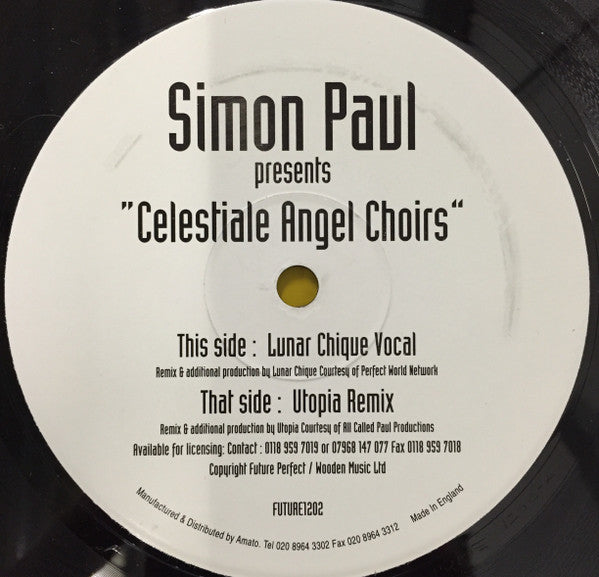 Simon Paul
presents
"Celestiale Angel Choirs"
This side : Lunar Chique Vocal
Remix & additional production by Lunar Chique Courtesy of Perfect World Network
That side : Utopia Remix
Remix & additional production by Utopia Courtesy of All Called Paul Productions
Available for licensing: Contact : 0118 959 7019 or 07968 147 077 Fax 0118 959 7018
Copyright Future Perfect / Wooden Music Ltd
FUTURE1202
Manufactured & Distributed by Amato. Tel 020 8964 3302 Fax 020 8964 3312 Made In England